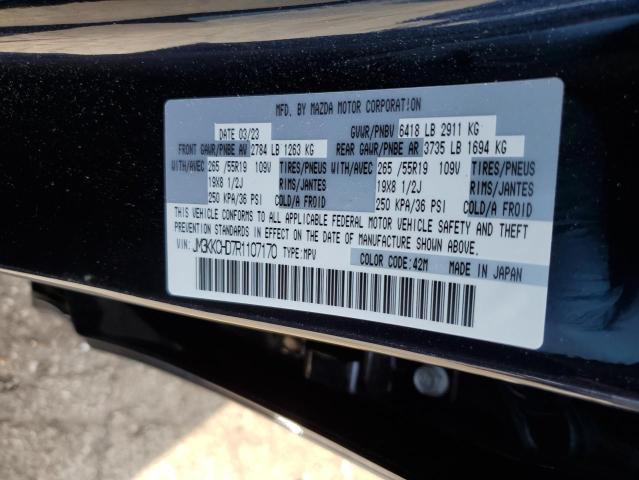 MFD. BY MAZDA MOTOR CORPORATION
DATE 03/23 GVWR/PNBV 6418 LB 2911 KG
FRONT GAWR/PNBE AV 2784 LB 1263 KG REAR GAWR/PNBE AR 3735 LB 1694 KG
WITH/AVEC 265 /55R19 109V TIRES/PNEUS WITH/AVEC 265 /55R19 109V TIRES/PNEUS
19X8 1/2J RIMS/JANTES 19X8 1/2J RIMS/JANTES
250 KPA/36 PSI COLD/A FROID 250 KPA/36 PSI COLD/A FROID
THIS VEHICLE CONFORMS TO ALL APPLICABLE FEDERAL MOTOR VEHICLE SAFETY AND THEFT
PREVENTION STANDARDS IN EFFECT ON THE DATE OF MANUFACTURE SHOWN ABOVE.
VIN: JM3KKCHD7R1107170 TYPE: MPV COLOR CODE: 42M MADE IN JAPAN